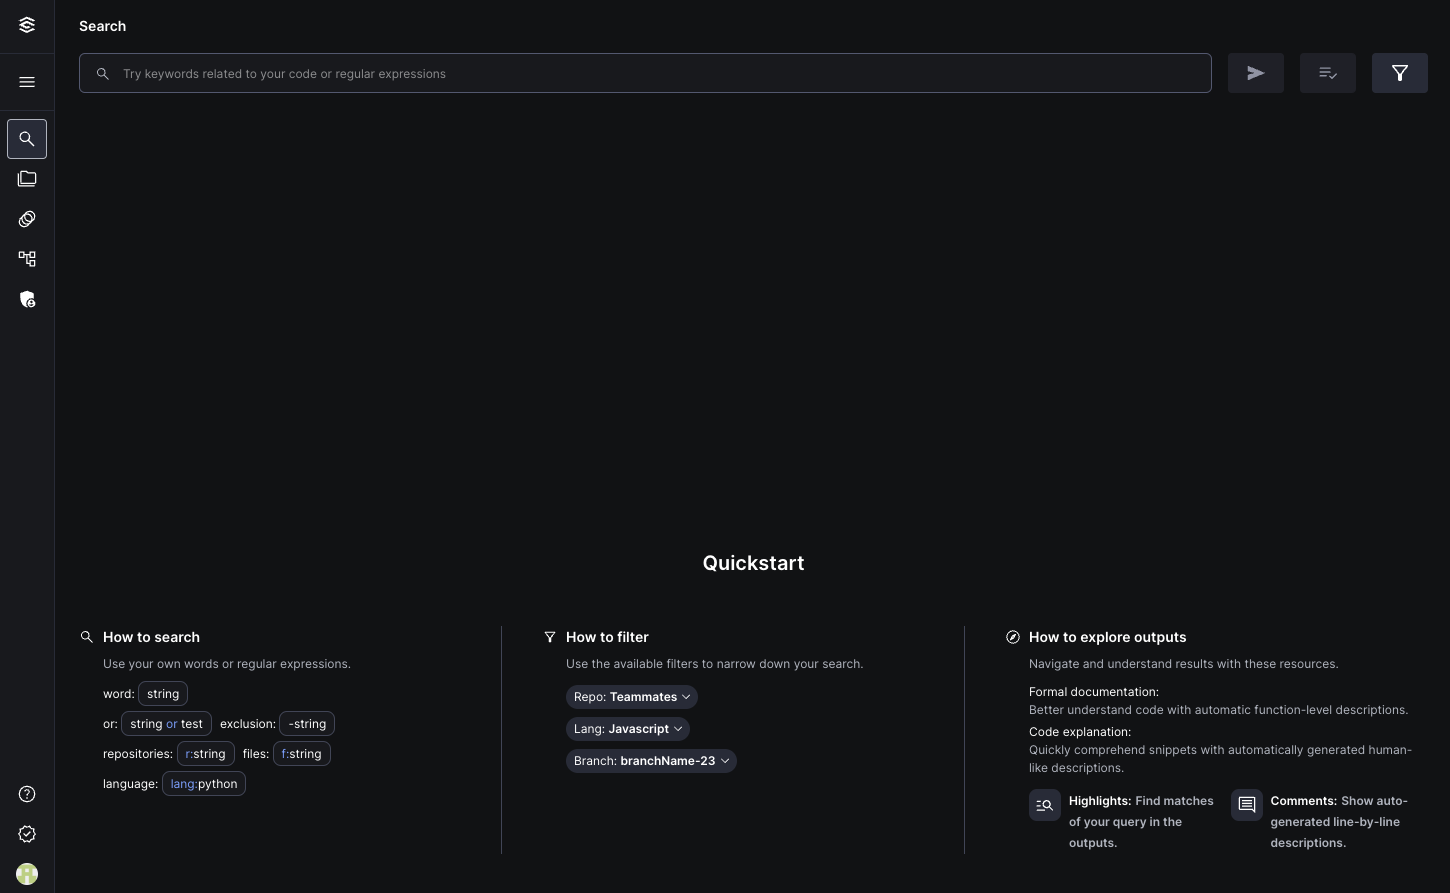 Search
Try keywords related to your code or regular expressions
Quickstart
How to search
Use your own words or regular expressions.
word: string
or: string or test exclusion: -string
repositories: r:string files: f:string
language: lang:python
How to filter
Use the available filters to narrow down your search.
Repo: Teammates
Lang: Javascript
Branch: branchName-23
How to explore outputs
Navigate and understand results with these resources.
Formal documentation:
Better understand code with automatic function-level descriptions.
Code explanation:
Quickly comprehend snippets with automatically generated human-
like descriptions.
Highlights: Find matches
of your query in the
outputs.
Comments: Show auto-
generated line-by-line
descriptions.